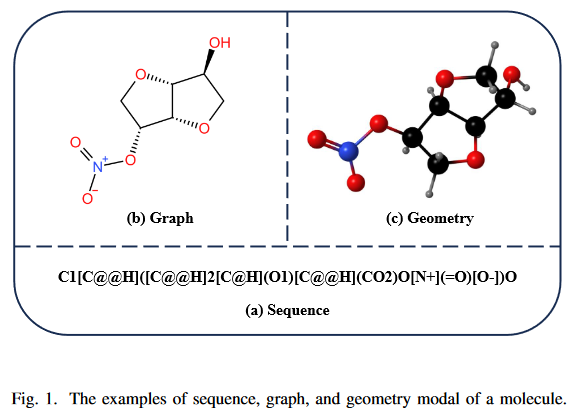 OH
O
O
O
O
N+
O-
(b) Graph
(c) Geometry
C1[C@@H]([C@@H]2[C@H](O1)[C@@H](CO2)O[N+](=O)[O-])O
(a) Sequence
Fig. 1. The examples of sequence, graph, and geometry modal of a molecule.